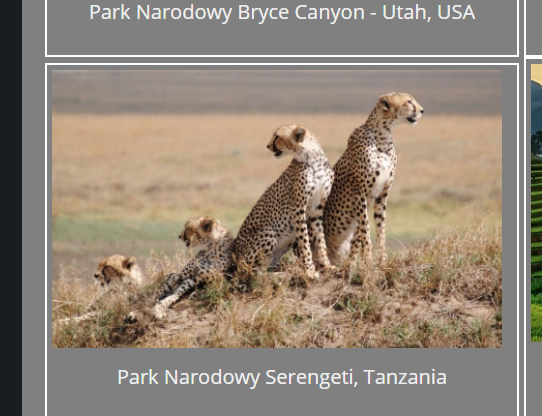 Park Narodowy Bryce Canyon - Utah, USA
Park Narodowy Serengeti, Tanzania